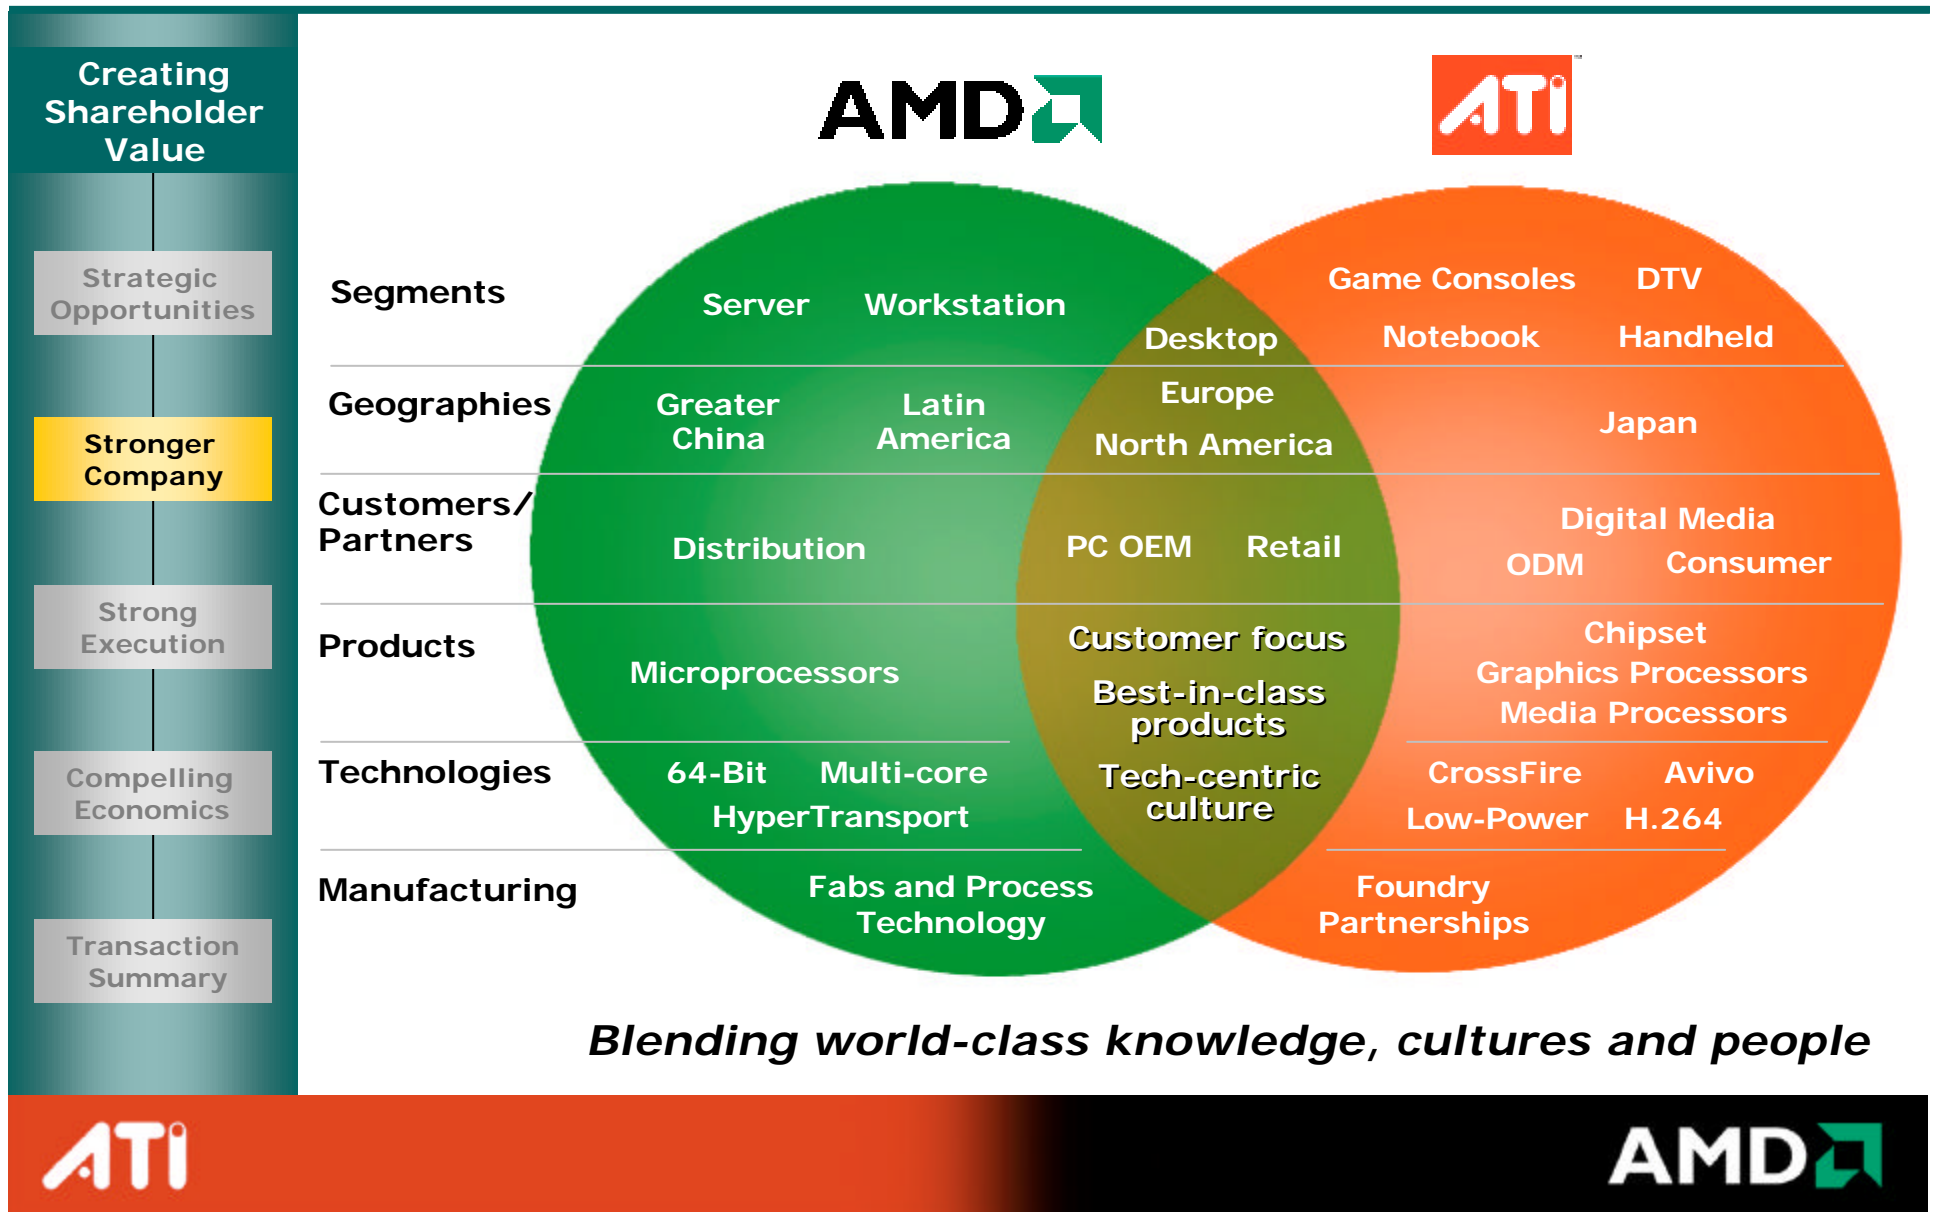 Creating
Shareholder
Value
Strategic
Opportunities
Stronger
Company
Strong
Execution
Compelling
Economics
Transaction
Summary
AMD
ATi
Segments
Server Workstation
Desktop
Game Consoles DTV
Notebook Handheld
Geographies
Greater
China
Latin
America
Europe
North America
Japan
Customers/
Partners
Distribution
PC OEM Retail
Digital Media
ODM Consumer
Products
Microprocessors
Customer focus
Best-in-class
products
Tech-centric
culture
Chipset
Graphics Processors
Media Processors
Technologies
64-Bit Multi-core
HyperTransport
CrossFire Avivo
Low-Power H.264
Manufacturing
Fabs and Process
Technology
Foundry
Partnerships
Blending world-class knowledge, cultures and people
ATi
AMD